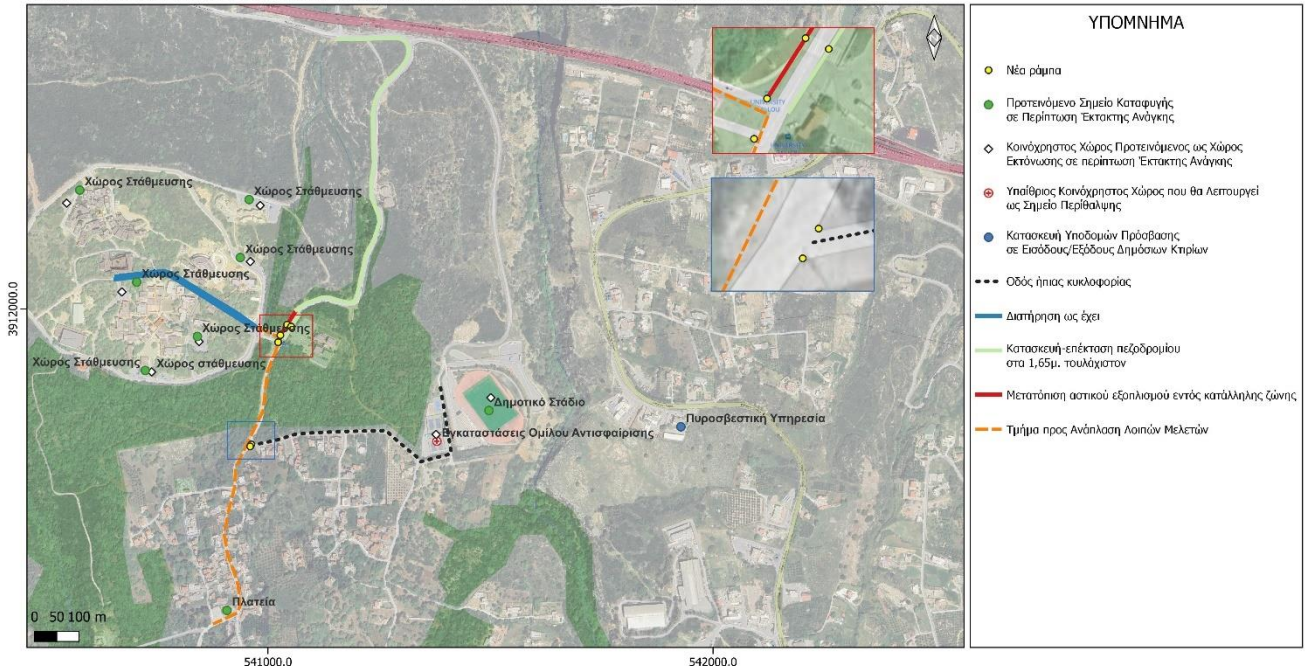 ΥΠΟΜΝΗΜΑ
Νέα ράμπα
Προτεινόμενο Σημείο Καταφυγής
σε Περίπτωση Έκτακτης Ανάγκης
Κοινόχρηστος Χώρος Προτεινόμενος ως Χώρος
Εκτόνωσης σε περίπτωση Έκτακτης Ανάγκης
Υπαίθριος Κοινόχρηστος Χώρος που θα Λειτουργεί
ως Σημείο Περίθαλψης
Κατασκευή Υποδομών Πρόσβασης
σε Εισόδους/Εξόδους Δημόσιων Κτιρίων
Οδός ήπιας κυκλοφορίας
Διατήρηση ως έχει
Κατασκευή-επέκταση πεζοδρομίου
στα 1,65μ. τουλάχιστον
Μετατόπιση αστικού εξοπλισμού εντός κατάλληλης ζώνης
Τμήμα προς Ανάπλαση Λοιπών Μελετών
Χώρος Στάθμευσης
Χώρος Στάθμευσης
Χώρος Στάθμευσης
Χώρος Στάθμευσης
Χώρος Στάθμευσης
Χώρος Στάθμευσης
Χώρος στάθμευσης
Δημοτικό Στάδιο
Εγκαταστάσεις Ομίλου Αντισφαίρισης
Πυροσβεστική Υπηρεσία
Πλατεία
UNIVERSITY
3912000.0
0 50 100 m
541000.0
542000.0